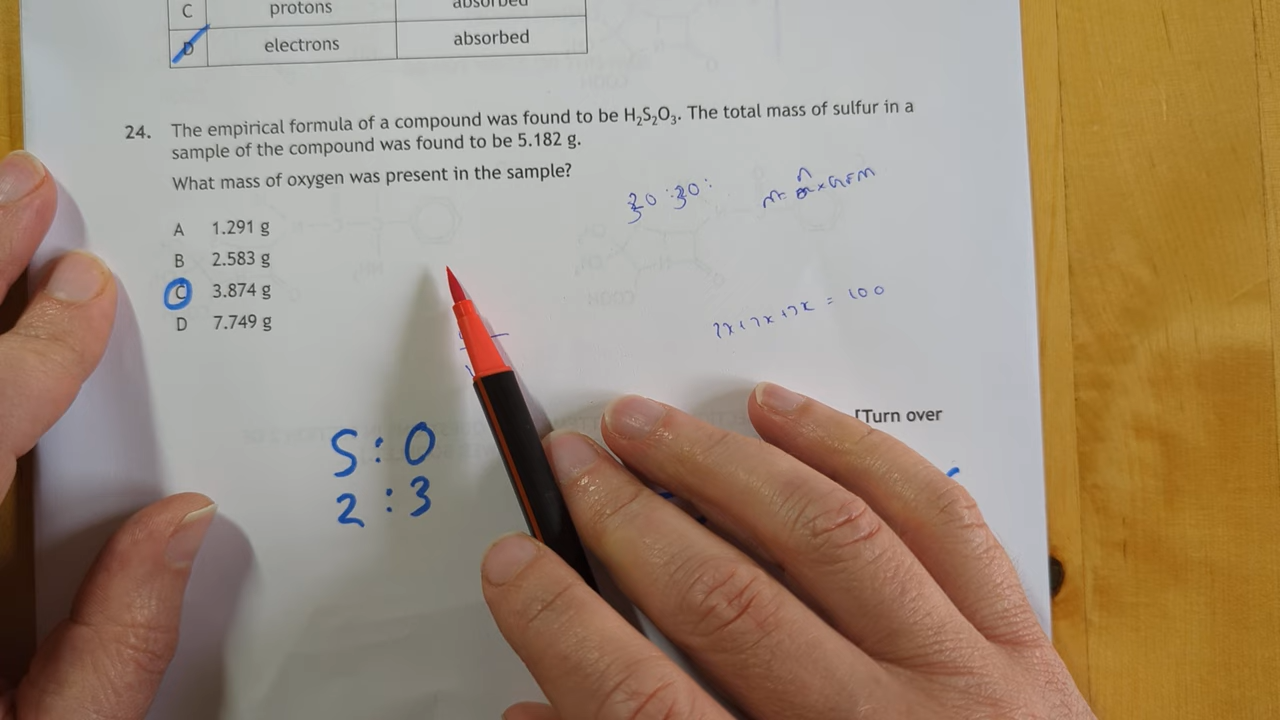 C protons absorbed
D electrons absorbed
24. The empirical formula of a compound was found to be H₂S₂O₃. The total mass of sulfur in a
sample of the compound was found to be 5.182 g.
What mass of oxygen was present in the sample?
A 1.291 g
B 2.583 g
C 3.874 g
D 7.749 g
= 100
[Turn over
S : O
2 : 3